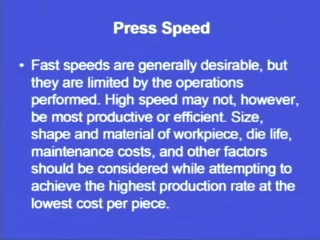 Press Speed
• Fast speeds are generally desirable, but
they are limited by the operations
performed. High speed may not, however,
be most productive or efficient. Size,
shape and material of workpiece, die life,
maintenance costs, and other factors
should be considered while attempting to
achieve the highest production rate at the
lowest cost per piece.